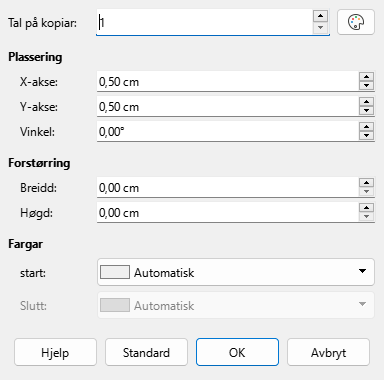 Tal på kopiar: 1
Plassering
X-akse: 0,50 cm
Y-akse: 0,50 cm
Vinkel: 0,00°
Forstørring
Breidd: 0,00 cm
Høgd: 0,00 cm
Fargar
start: Automatisk
Slutt: Automatisk
Hjelp Standard OK Avbryt